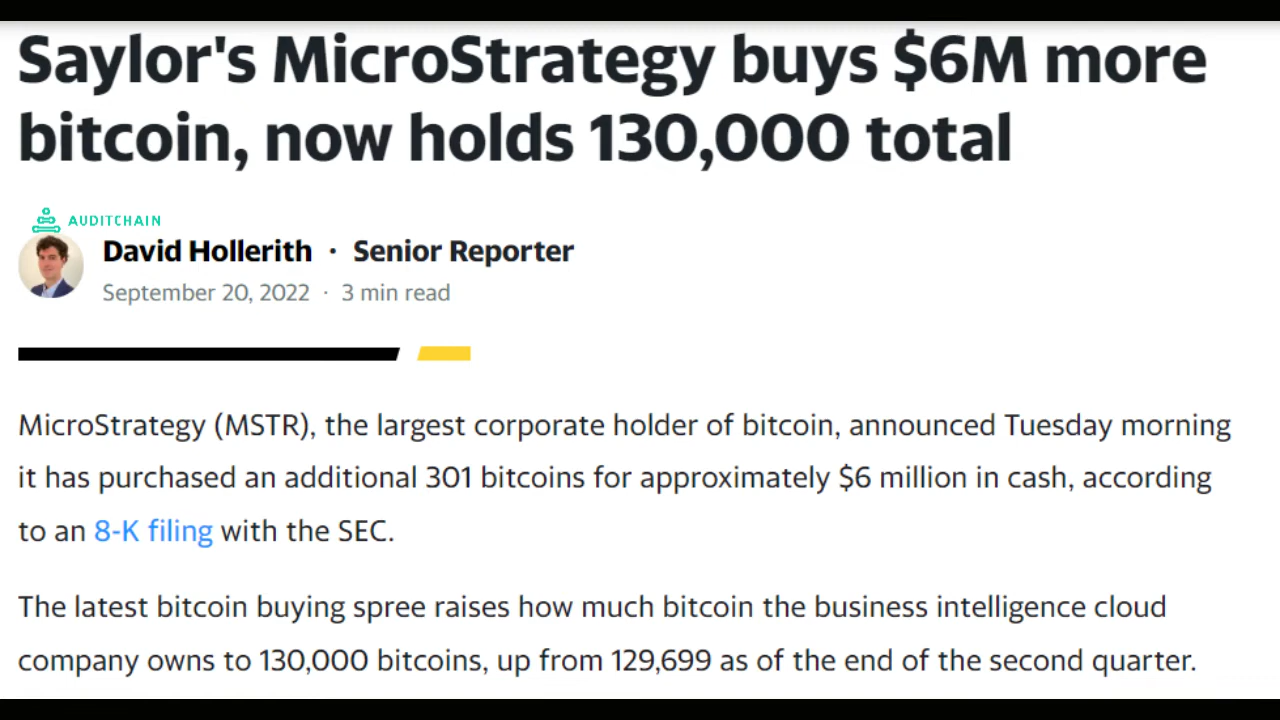 Saylor's MicroStrategy buys $6M more
bitcoin, now holds 130,000 total
AUDITCHAIN
David Hollerith · Senior Reporter
September 20, 2022 · 3 min read
MicroStrategy (MSTR), the largest corporate holder of bitcoin, announced Tuesday morning
it has purchased an additional 301 bitcoins for approximately $6 million in cash, according
to an 8-K filing with the SEC.
The latest bitcoin buying spree raises how much bitcoin the business intelligence cloud
company owns to 130,000 bitcoins, up from 129,699 as of the end of the second quarter.